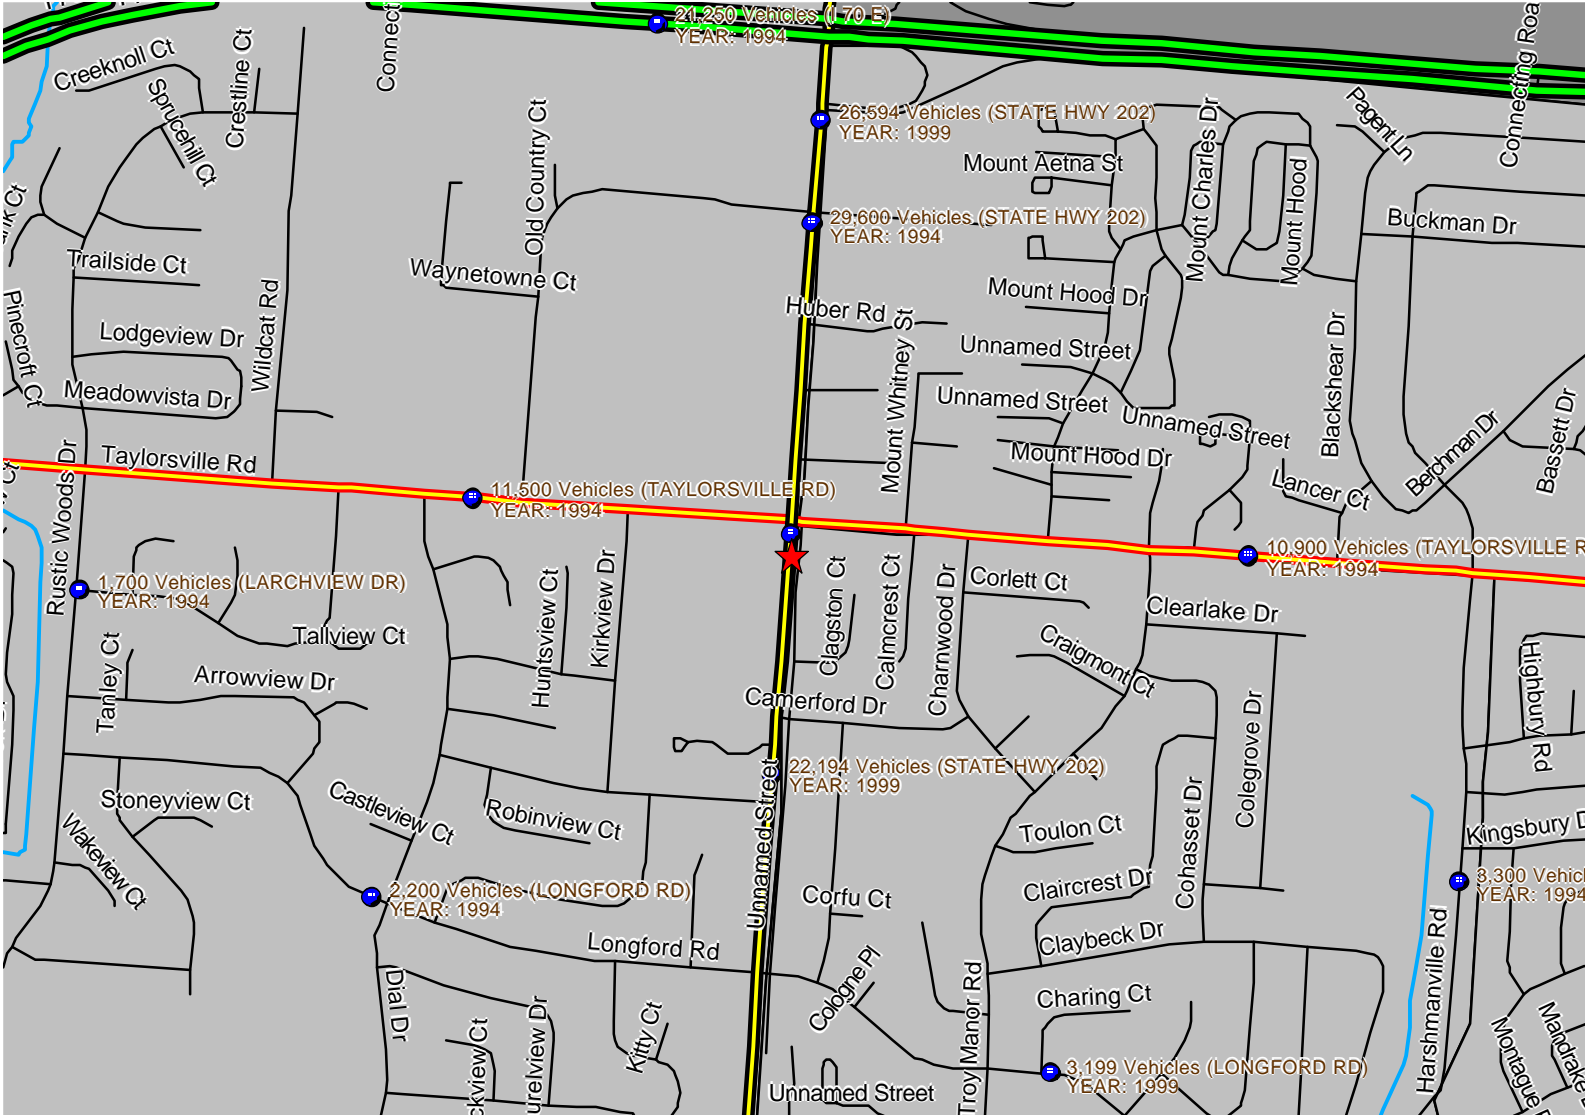 21,250 Vehicles (I 70 E)
YEAR: 1994
Creeknoll Ct
Crestline Ct
Connect
Connecting Roa
Sprucehill Ct
Old Country Ct
26,594 Vehicles (STATE HWY 202)
YEAR: 1999
Mount Aetna St
Mount Charles Dr
Mount Hood
Pagent Ln
29,600 Vehicles (STATE HWY 202)
YEAR: 1994
Buckman Dr
Trailside Ct
Waynetowne Ct
Wildcat Rd
Pinecroft Ct
Huber Rd
Mount Hood Dr
Lodgeview Dr
Unnamed Street
Mount Whitney St
Blackshear Dr
Meadowvista Dr
Unnamed Street
Unnamed Street
Berchman Dr
Bassett Dr
Taylorsville Rd
Mount Hood Dr
Lancer Ct
11,500 Vehicles (TAYLORSVILLE RD)
YEAR: 1994
Rustic Woods Dr
10,900 Vehicles (TAYLORSVILLE R
YEAR: 1994
1,700 Vehicles (LARCHVIEW DR)
YEAR: 1994
Huntsview Ct
Kirkview Dr
Clagston Ct
Calmcrest Ct
Charnwood Dr
Corlett Ct
Clearlake Dr
Tallview Ct
Tanley Ct
Arrowview Dr
Craigmont Ct
Highbury Rd
Camerford Dr
Colegrove Dr
22,194 Vehicles (STATE HWY 202)
YEAR: 1999
Unnamed Street
Stoneyview Ct
Castleview Ct
Robinview Ct
Toulon Ct
Cohasset Dr
Kingsbury D
Wakeview Ct
2,200 Vehicles (LONGFORD RD)
YEAR: 1994
Corfu Ct
Claircrest Dr
3,300 Vehicl
YEAR: 1994
Longford Rd
Claybeck Dr
Harshmanville Rd
Dial Dr
Cologne Pl
Troy Manor Rd
Charing Ct
Kitty Ct
ckview Ct
urelview Dr
Montague
Mandrake
3,199 Vehicles (LONGFORD RD)
YEAR: 1999
Unnamed Street